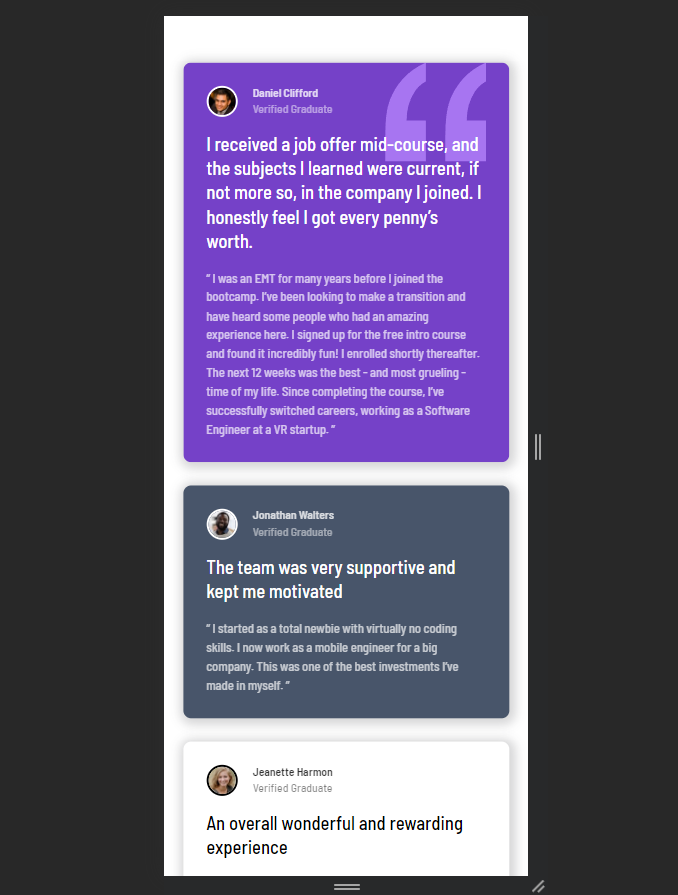 Daniel Clifford
Verified Graduate
I received a job offer mid-course, and
the subjects I learned were current, if
not more so, in the company I joined. I
honestly feel I got every penny’s
worth.
“ I was an EMT for many years before I joined the
bootcamp. I’ve been looking to make a transition and
have heard some people who had an amazing
experience here. I signed up for the free intro course
and found it incredibly fun! I enrolled shortly thereafter.
The next 12 weeks was the best - and most grueling -
time of my life. Since completing the course, I’ve
successfully switched careers, working as a Software
Engineer at a VR startup. ”
Jonathan Walters
Verified Graduate
The team was very supportive and
kept me motivated
“ I started as a total newbie with virtually no coding
skills. I now work as a mobile engineer for a big
company. This was one of the best investments I’ve
made in myself. ”
Jeanette Harmon
Verified Graduate
An overall wonderful and rewarding
experience